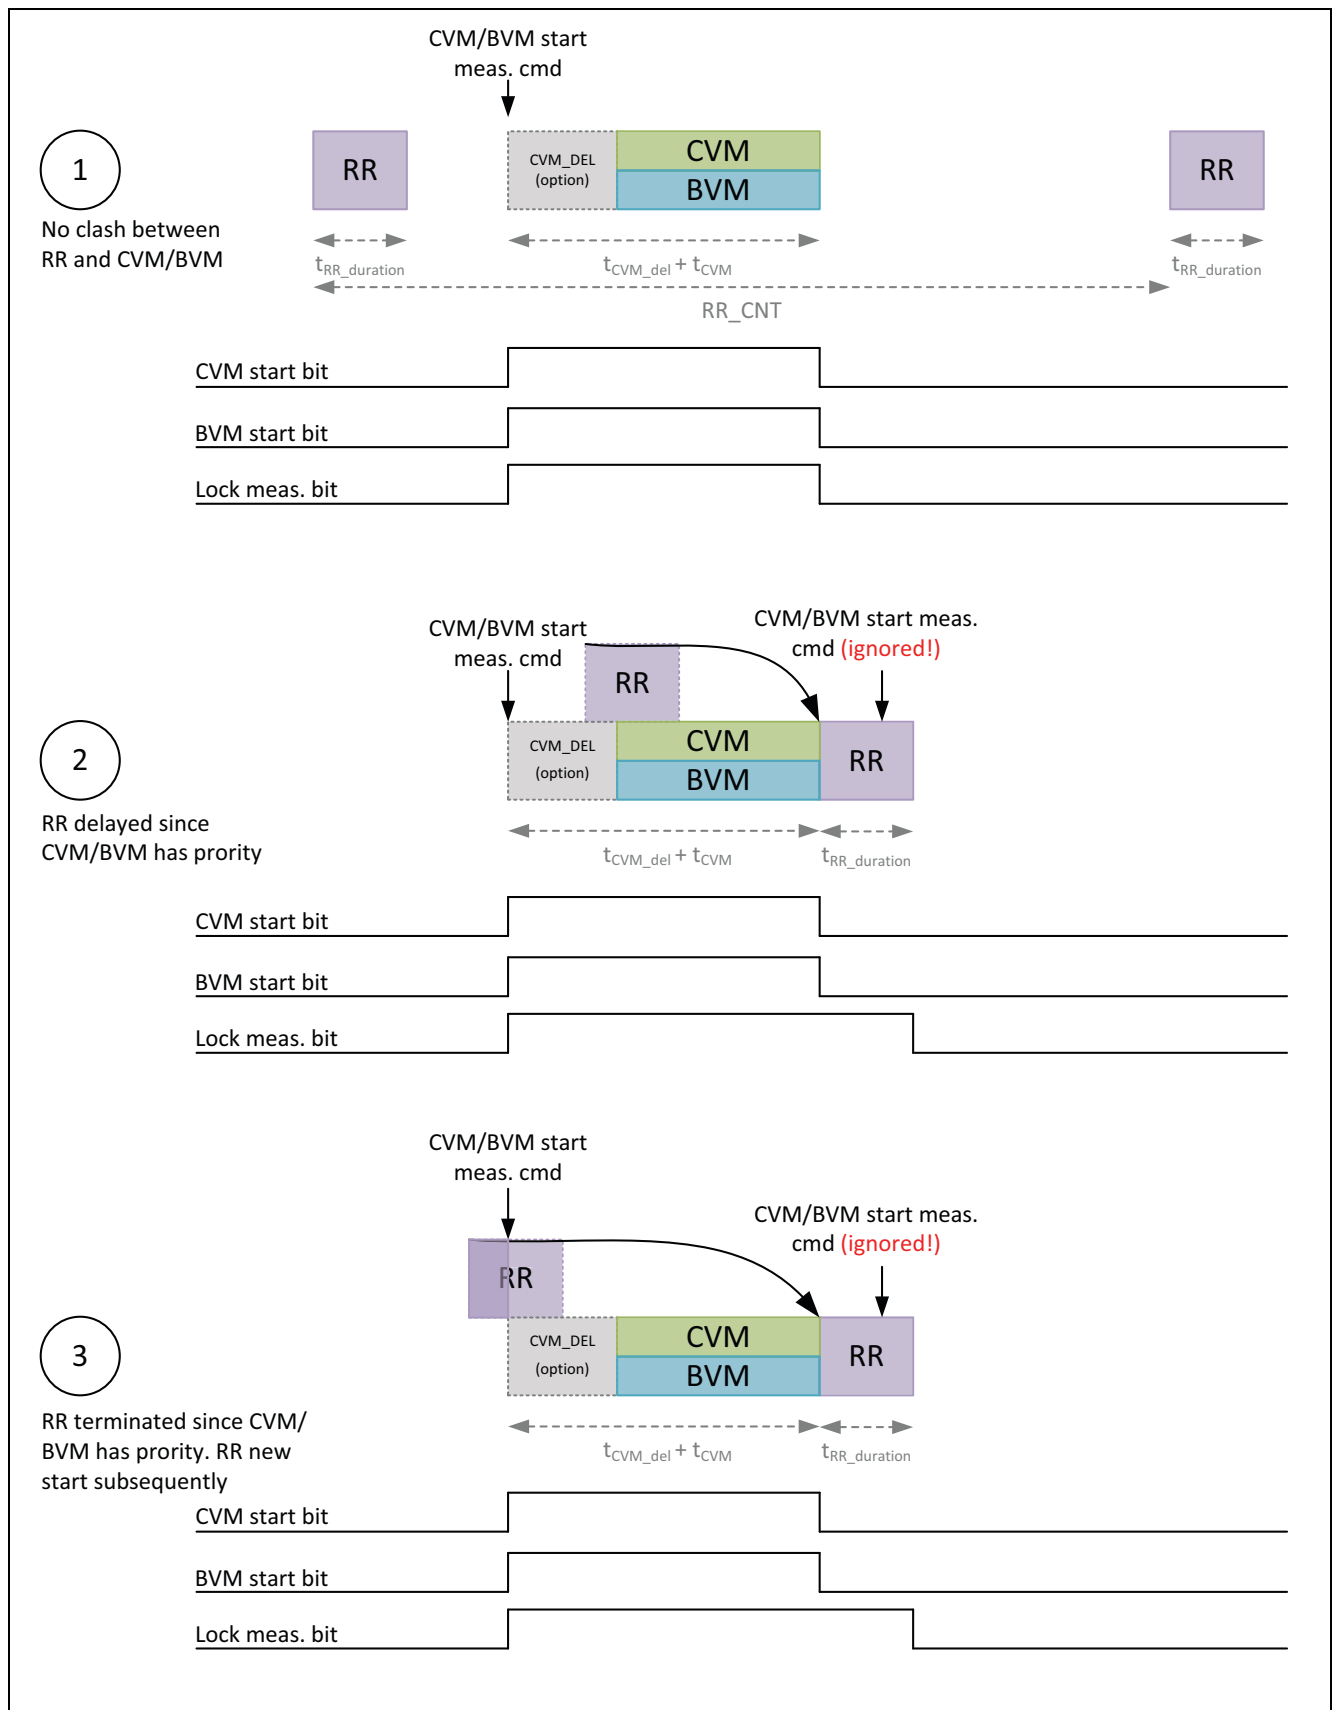 CVM/BVM start
meas. cmd
1
RR
CVM_DEL
(option)
CVM
BVM
RR
No clash between
RR and CVM/BVM
tRR_duration
tCVM_del + tCVM
tRR_duration
RR_CNT
CVM start bit
BVM start bit
Lock meas. bit
CVM/BVM start
meas. cmd
CVM/BVM start meas.
cmd (ignored!)
RR
2
CVM_DEL
(option)
CVM
BVM
RR
RR delayed since
CVM/BVM has prority
tCVM_del + tCVM
tRR_duration
CVM start bit
BVM start bit
Lock meas. bit
CVM/BVM start
meas. cmd
CVM/BVM start meas.
cmd (ignored!)
RR
3
CVM_DEL
(option)
CVM
BVM
RR
RR terminated since CVM/
BVM has prority. RR new
start subsequently
tCVM_del + tCVM
tRR_duration
CVM start bit
BVM start bit
Lock meas. bit